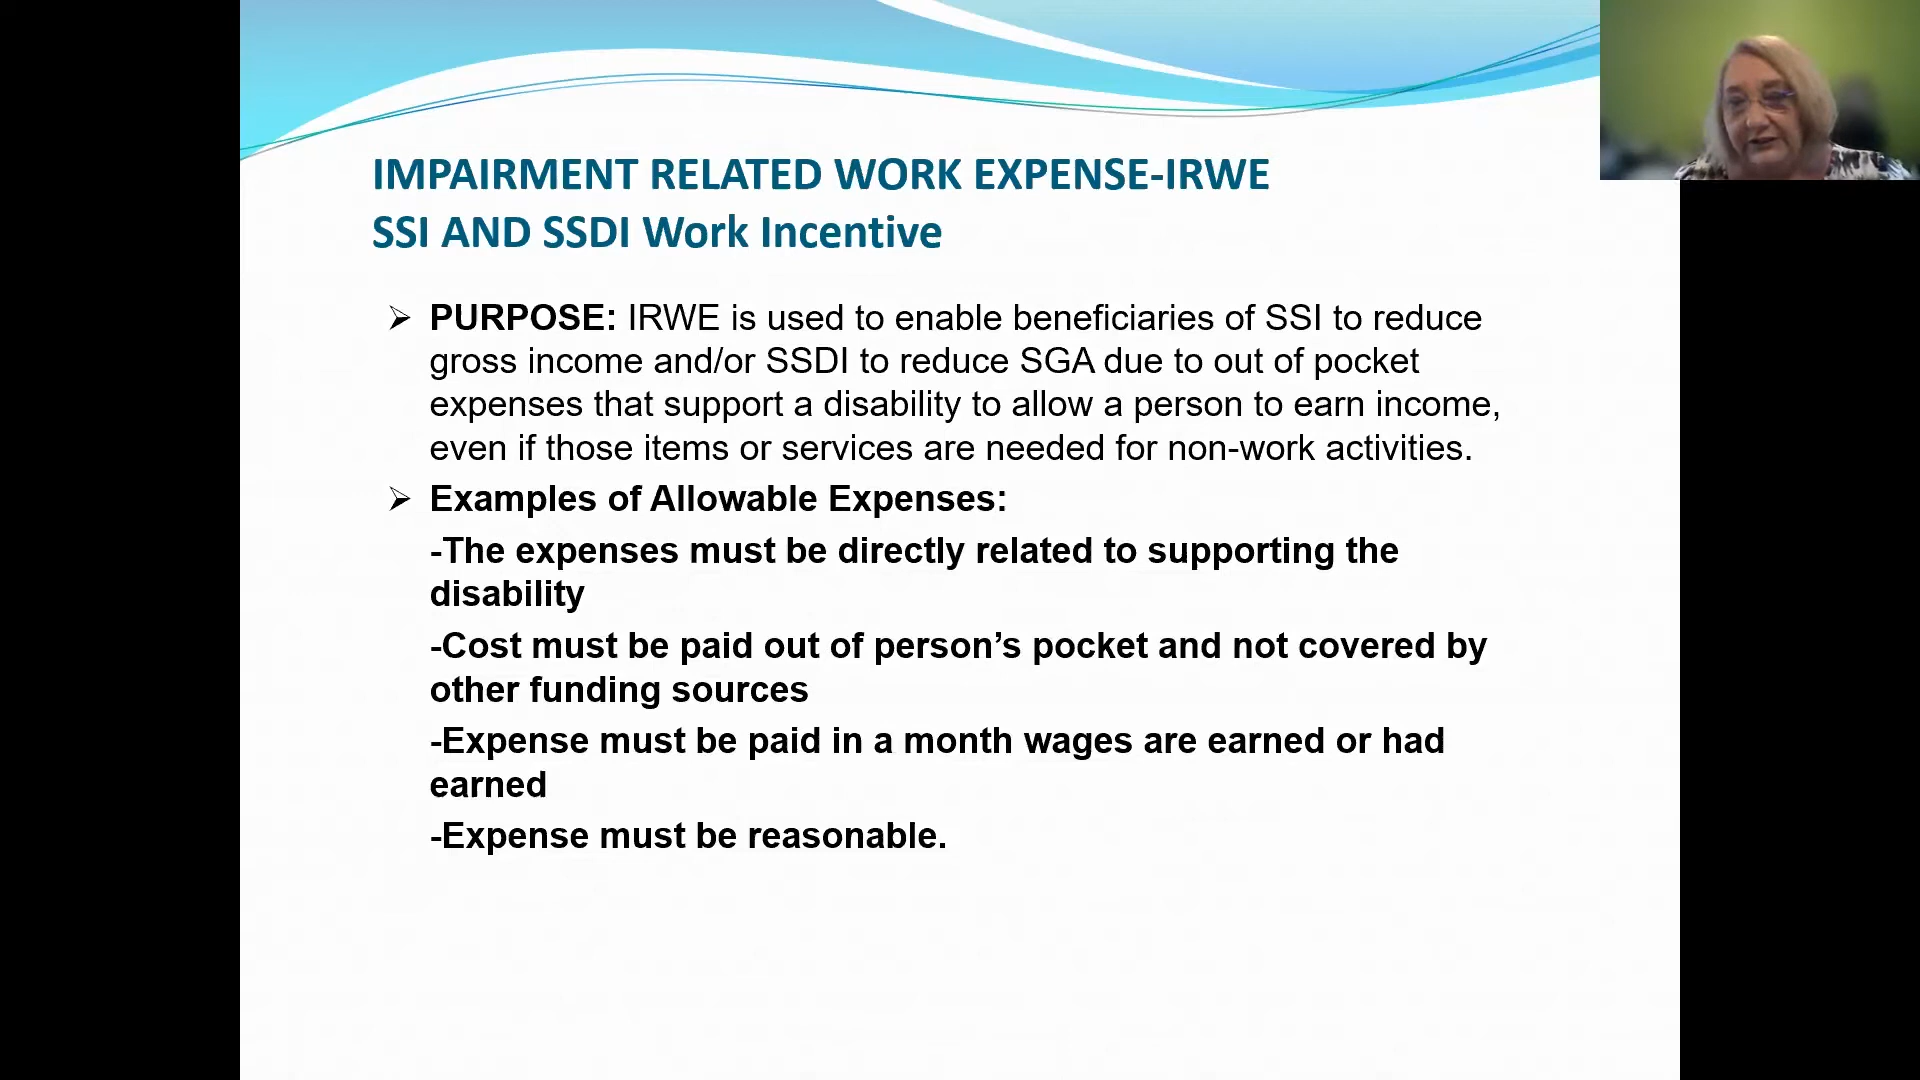 IMPAIRMENT RELATED WORK EXPENSE-IRWE
SSI AND SSDI Work Incentive
➢ PURPOSE: IRWE is used to enable beneficiaries of SSI to reduce
gross income and/or SSDI to reduce SGA due to out of pocket
expenses that support a disability to allow a person to earn income,
even if those items or services are needed for non-work activities.
➢ Examples of Allowable Expenses:
-The expenses must be directly related to supporting the
disability
-Cost must be paid out of person’s pocket and not covered by
other funding sources
-Expense must be paid in a month wages are earned or had
earned
-Expense must be reasonable.